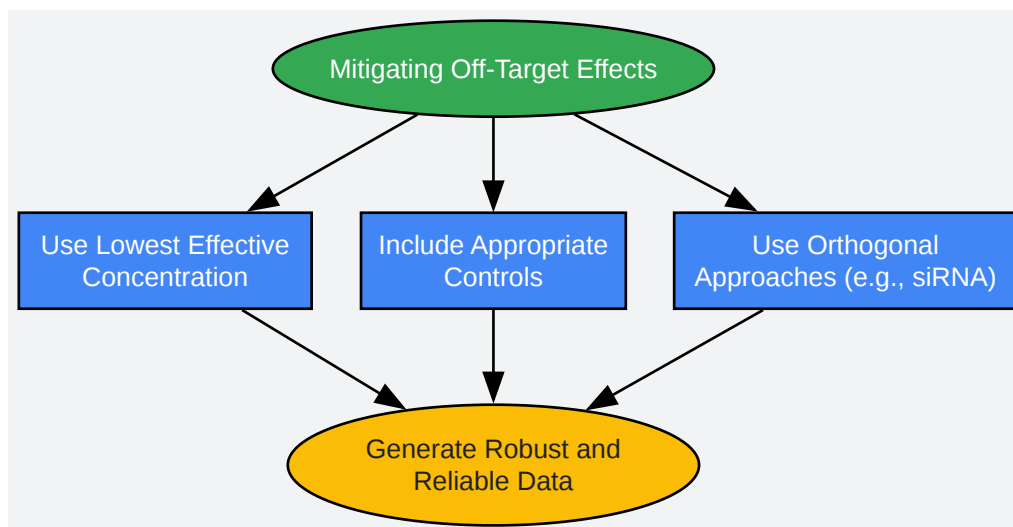 Mitigating Off-Target Effects
Use Lowest Effective
Concentration
Include Appropriate
Controls
Use Orthogonal
Approaches (e.g., siRNA)
Generate Robust and
Reliable Data